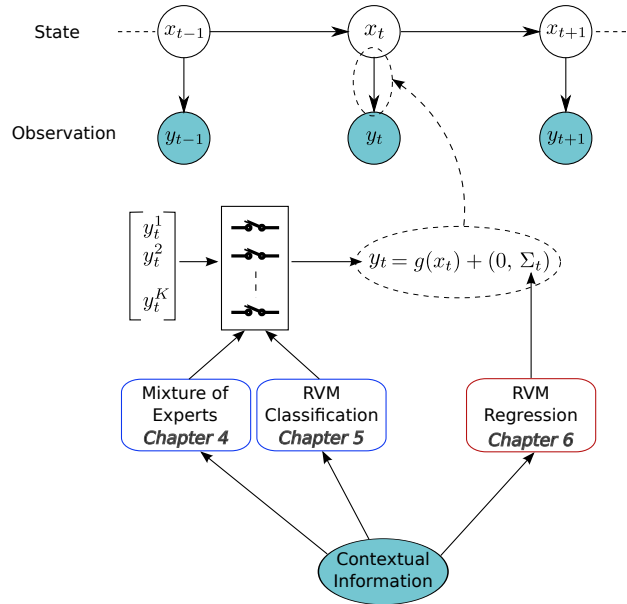 State
x_{t-1}
x_t
x_{t+1}
Observation
y_{t-1}
y_t
y_{t+1}
y_t^1
y_t^2
y_t^K
y_t = g(x_t) + (0, Σ_t)
Mixture of
Experts
Chapter 4
RVM
Classification
Chapter 5
RVM
Regression
Chapter 6
Contextual
Information